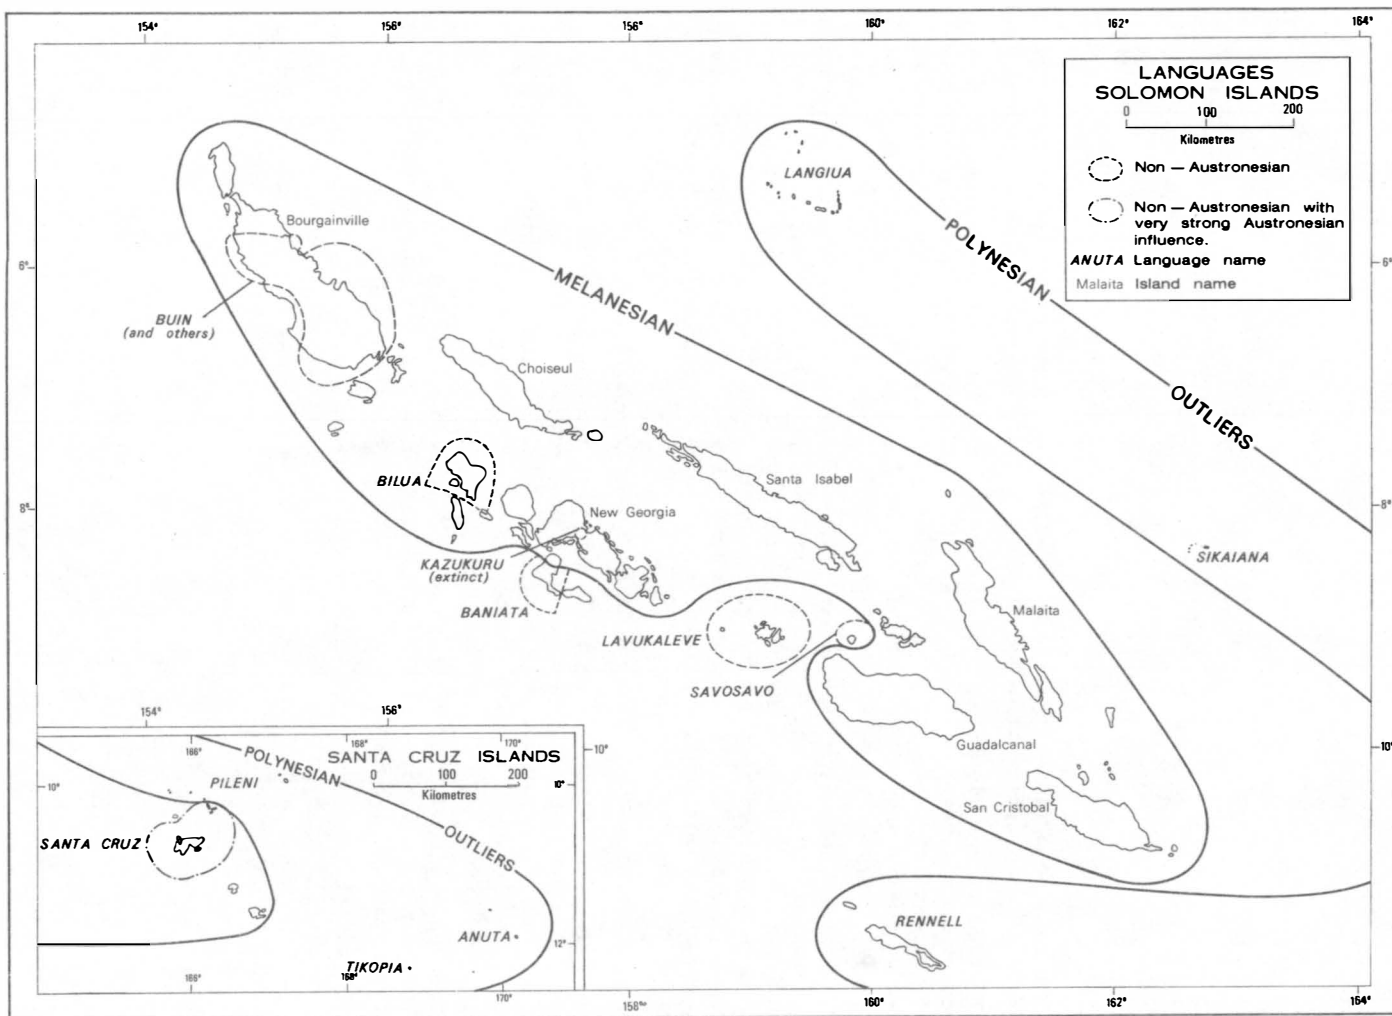 154°
156°
156°
160°
162°
164°
LANGUAGES
SOLOMON ISLANDS
0 100 200
Kilometres
Non — Austronesian
Non — Austronesian with
very strong Austronesian
influence.
ANUTA Language name
Malaita Island name
LANGIUA
POLYNESIAN
OUTLIERS
Bourgainville
MELANESIAN
6°
6°
BUIN
(and others)
Choiseul
BILUA
Santa Isabel
8°
8°
New Georgia
SIKAIANA
KAZUKURU
(extinct)
BANIATA
Malaita
LAVUKALEVE
SAVOSAVO
Guadalcanal
10°
10°
San Cristobal
RENNELL
154°
156°
166°
168°
170°
POLYNESIAN
OUTLIERS
SANTA CRUZ ISLANDS
0 100 200
Kilometres
10°
10°
PILENI
SANTA CRUZ
ANUTA
12°
TIKOPIA
166°
168°
170°
158°
160°
162°
164°